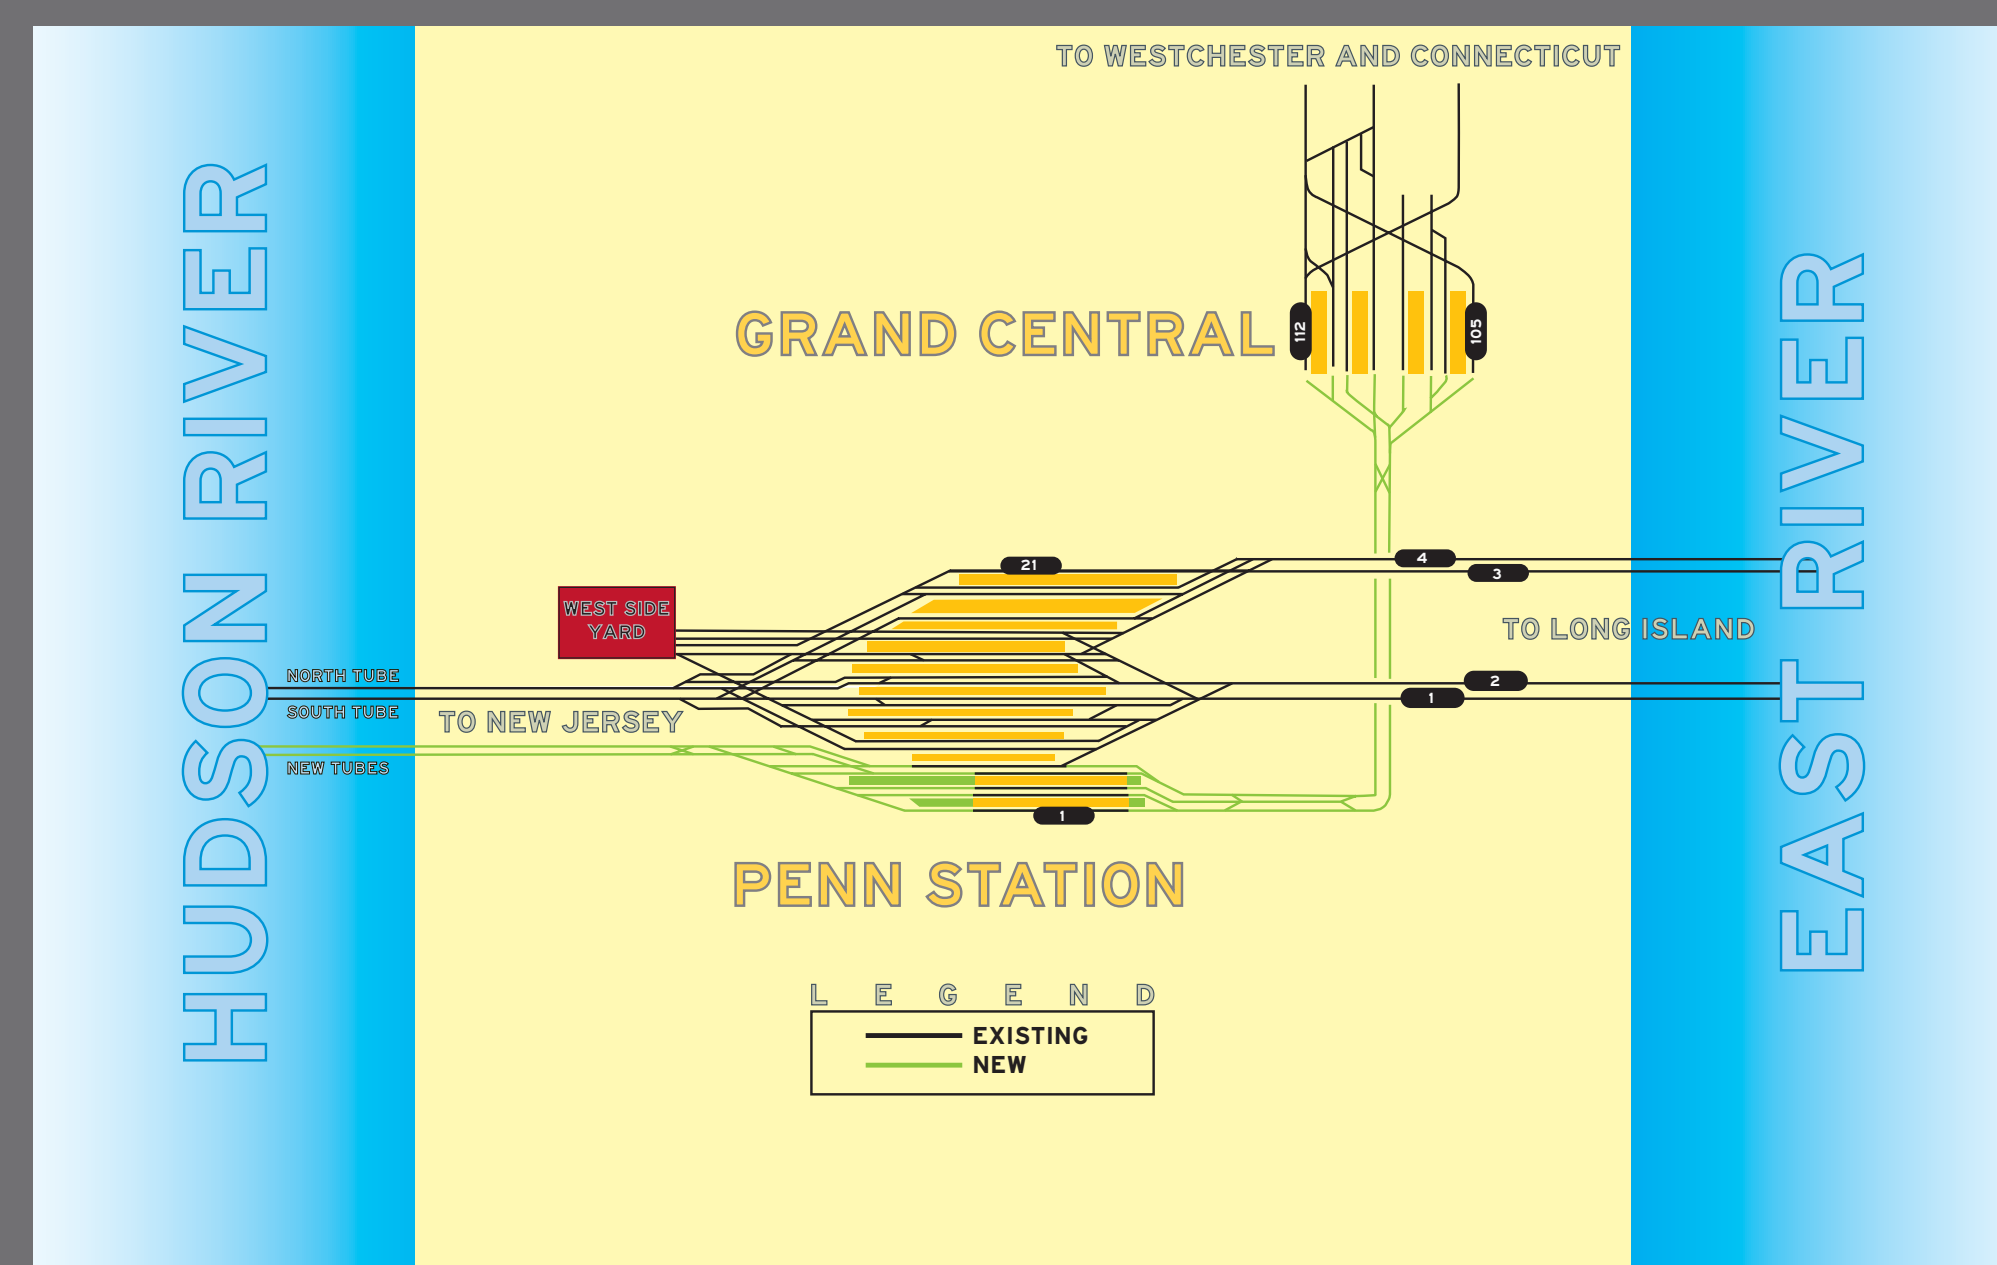 TO WESTCHESTER AND CONNECTICUT
HUDSON RIVER
EAST RIVER
GRAND CENTRAL
112
105
21
4
3
WEST SIDE
YARD
TO LONG ISLAND
NORTH TUBE
2
1
SOUTH TUBE
TO NEW JERSEY
NEW TUBES
1
PENN STATION
LEGEND
EXISTING
NEW